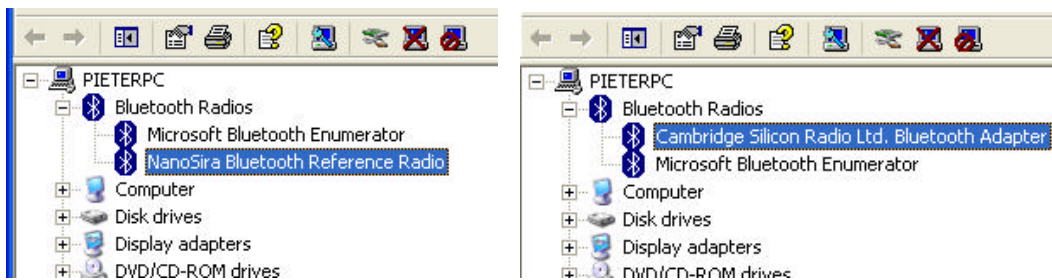 PIETERPC
Bluetooth Radios
Microsoft Bluetooth Enumerator
NanoSira Bluetooth Reference Radio
Computer
Disk drives
Display adapters
DVD/CD-ROM drives
PIETERPC
Bluetooth Radios
Cambridge Silicon Radio Ltd. Bluetooth Adapter
Microsoft Bluetooth Enumerator
Computer
Disk drives
Display adapters
DVD/CD-ROM drives